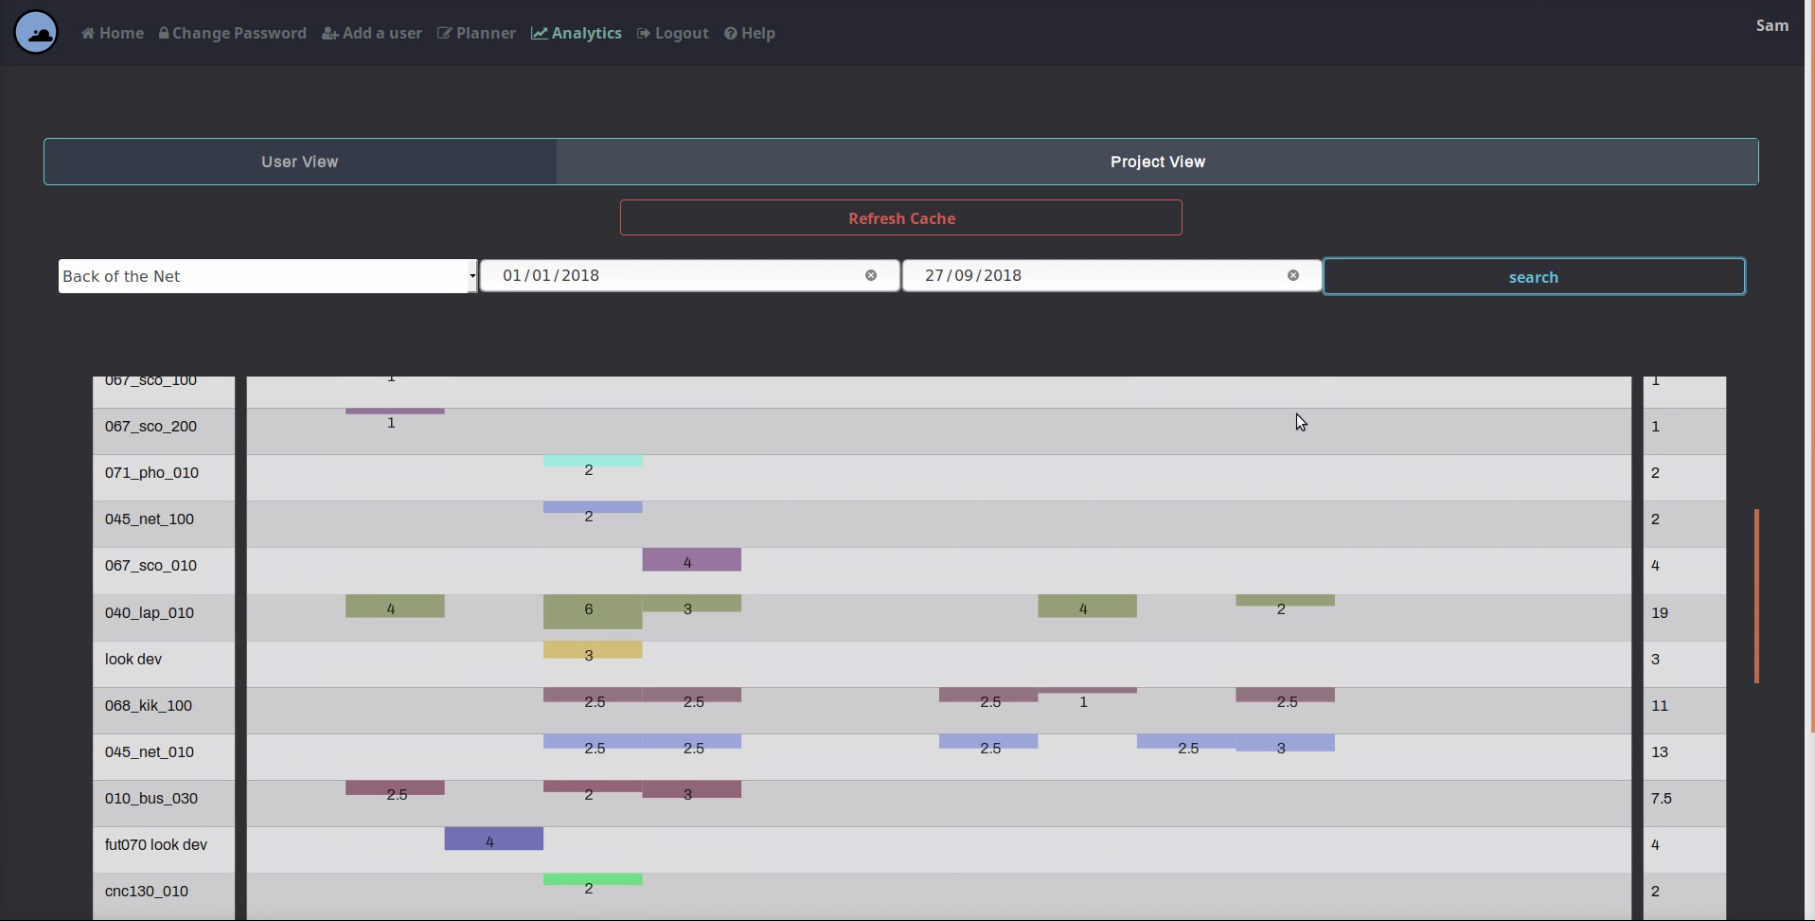 Home Change Password Add a user Planner Analytics Logout Help Sam
User View Project View
Refresh Cache
Back of the Net 01/01/2018 27/09/2018 search
067_sco_100 1 1
067_sco_200 1 1
071_pho_010 2 2
045_net_100 2 2
067_sco_010 4 4
040_lap_010 4 6 3 4 2 19
look dev 3 3
068_kik_100 2.5 2.5 2.5 1 2.5 11
045_net_010 2.5 2.5 2.5 2.5 3 13
010_bus_030 2.5 2 3 7.5
fut070 look dev 4 4
cnc130_010 2 2